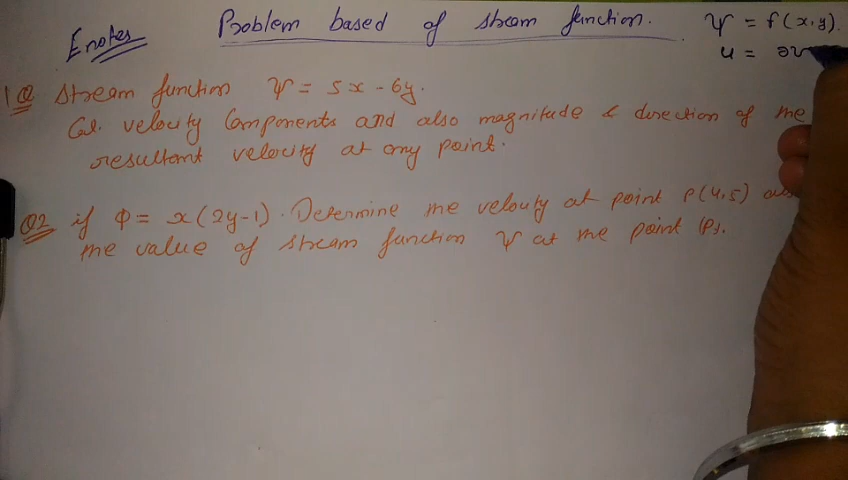 Enotes Problem based of stream function. ψ = f(x,y).
u = ∂
1Q. Stream function ψ = 5x - 6y.
Cal. velocity Components and also magnitude & direction of the
resultant velocity at any point.
Q2 if Φ = x(2y-1). Determine the velocity at point P(4,5) als
the value of stream function ψ at the point (P).